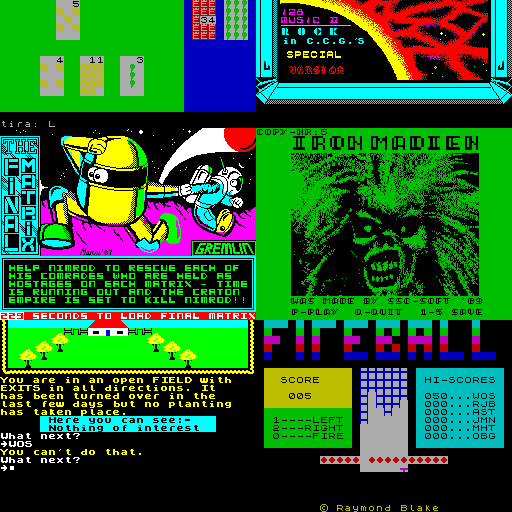 5
34
4
11
3
tira: L
128
MUSIC II
ROCK
in C.C.G.'S
SPECIAL
VERSION
THE FINAL MATRIX
Marco '87
GREMLIN
HELP NIMROD TO RESCUE EACH OF
HIS COMRADES WHO ARE HELD AS
HOSTAGES ON EACH MATRIX - TIME
IS RUNNING OUT AND THE CRATON
EMPIRE IS SET TO KILL NIMROD!!
225 SECONDS TO LOAD FINAL MATRIX
COPY-NR:5
IRON MADIEN
WAS MADE BY SSC-SOFT '89
P-PLAY Q-QUIT 1-5 SAVE
You are in an open FIELD with
EXITS in all directions. It
has been turned over in the
last few days but no planting
has taken place.
Here you can see:-
Nothing of interest
What next?
WOS
You can't do that.
What next?
FIREBALL
SCORE
005
1----LEFT
2---RIGHT
0----FIRE
HI-SCORES
050...WOS
000...RJB
000...AST
000...JMN
000...MHT
000...OBG
© Raymond Blake